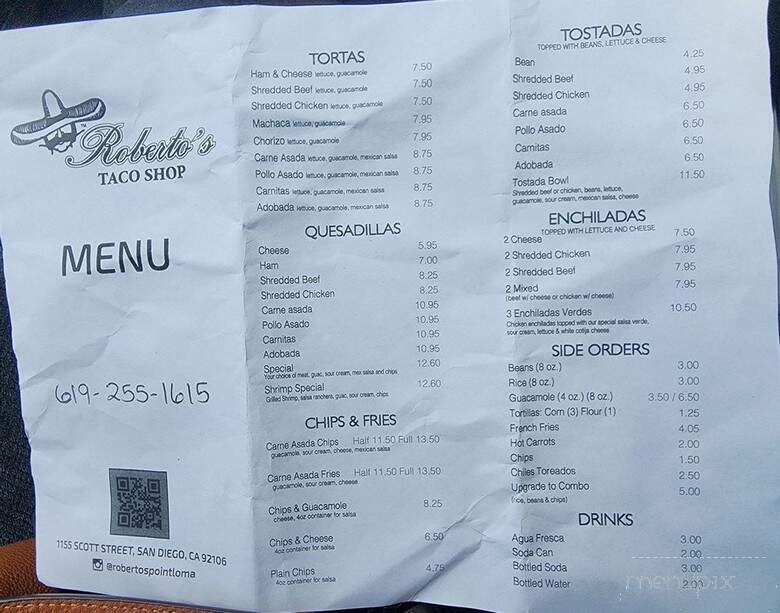 Roberto's
TACO SHOP
MENU
619-255-1615
1155 SCOTT STREET, SAN DIEGO, CA 92106
@robertospointloma
TORTAS
Ham & Cheese lettuce, guacamole 7.50
Shredded Beef lettuce, guacamole 7.50
Shredded Chicken lettuce, guacamole 7.50
Machaca lettuce, guacamole 7.95
Chorizo lettuce, guacamole 7.95
Carne Asada lettuce, guacamole, mexican salsa 8.75
Pollo Asado lettuce, guacamole, mexican salsa 8.75
Carnitas lettuce, guacamole, mexican salsa 8.75
Adobada lettuce, guacamole, mexican salsa 8.75
QUESADILLAS
Cheese 5.95
Ham 7.00
Shredded Beef 8.25
Shredded Chicken 8.25
Carne asada 10.95
Pollo Asado 10.95
Carnitas 10.95
Adobada 10.95
Special 12.60
Your choice of meat, guac, sour cream, mex salsa and chips
Shrimp Special 12.60
Grilled Shrimp, salsa ranchera, guac, sour cream, chips
CHIPS & FRIES
Carne Asada Chips Half 11.50 Full 13.50
guacamole, sour cream, cheese, mexican salsa
Carne Asada Fries Half 11.50 Full 13.50
guacamole, sour cream, cheese
Chips & Guacamole 8.25
cheese, 4oz container for salsa
Chips & Cheese 6.50
4oz container for salsa
Plain Chips 4.75
4oz container for salsa
TOSTADAS
TOPPED WITH BEANS, LETTUCE & CHEESE
Bean 4.25
Shredded Beef 4.95
Shredded Chicken 4.95
Carne asada 6.50
Pollo Asado 6.50
Carnitas 6.50
Adobada 6.50
Tostada Bowl 11.50
Shredded beef or chicken, beans, lettuce,
guacamole, sour cream, mexican salsa, cheese
ENCHILADAS
TOPPED WITH LETTUCE AND CHEESE
2 Cheese 7.50
2 Shredded Chicken 7.95
2 Shredded Beef 7.95
2 Mixed 7.95
(beef w/ cheese or chicken w/ cheese)
3 Enchiladas Verdes 10.50
Chicken enchiladas topped with our special salsa verde,
sour cream, lettuce & white cotija cheese
SIDE ORDERS
Beans (8 oz.) 3.00
Rice (8 oz.) 3.00
Guacamole (4 oz.) (8 oz.) 3.50 / 6.50
Tortillas: Corn (3) Flour (1) 1.25
French Fries 4.05
Hot Carrots 2.00
Chips 1.50
Chiles Toreados 2.50
Upgrade to Combo 5.00
(rice, beans & chips)
DRINKS
Agua Fresca 3.00
Soda Can 2.00
Bottled Soda 3.00
Bottled Water 2.00
menupix